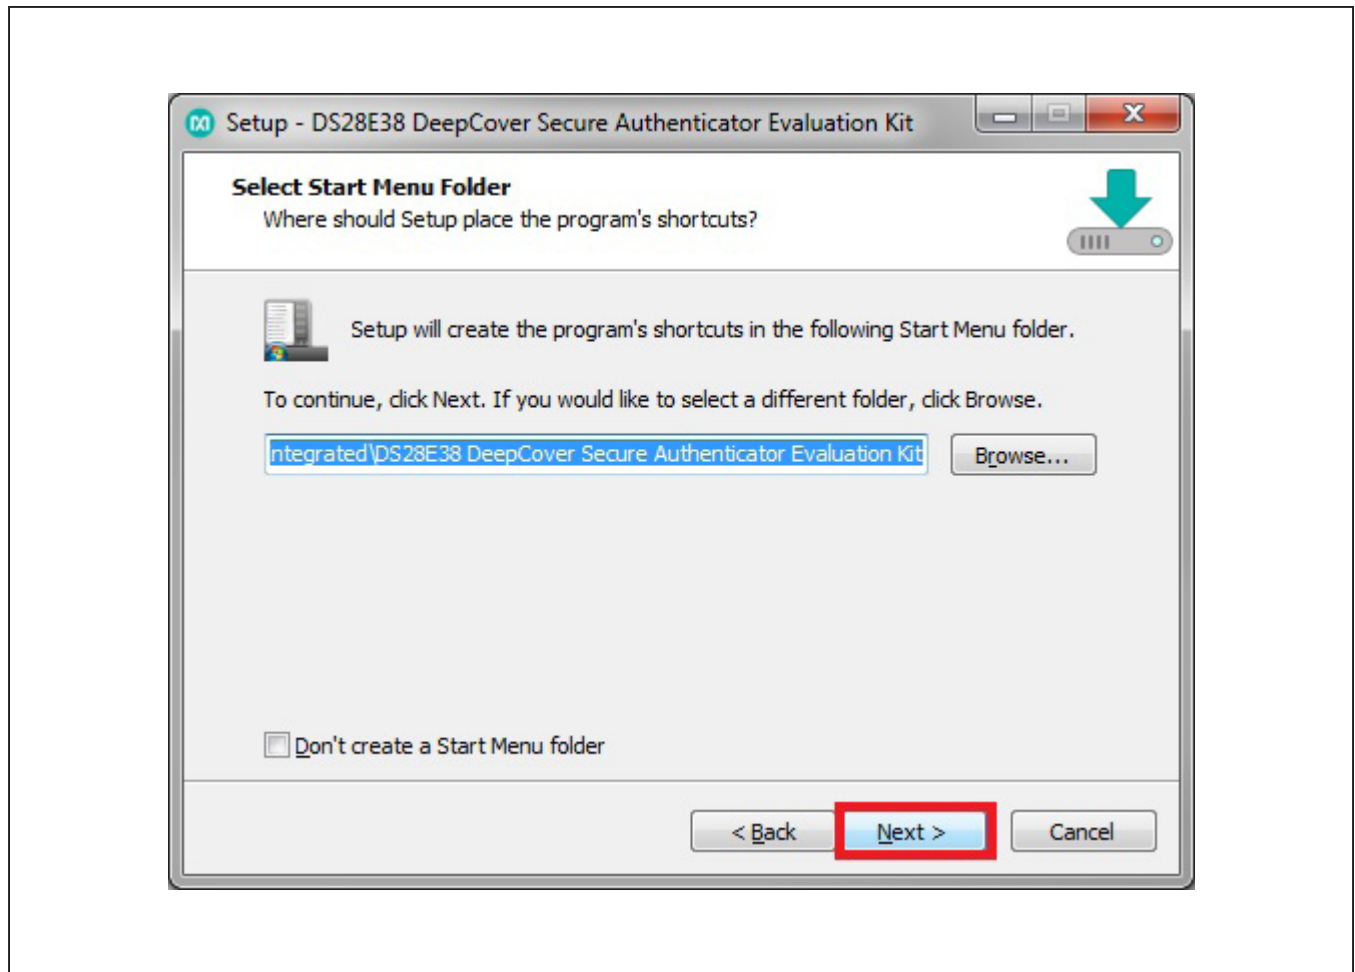 Setup - DS28E38 DeepCover Secure Authenticator Evaluation Kit
Select Start Menu Folder
Where should Setup place the program's shortcuts?
Setup will create the program's shortcuts in the following Start Menu folder.
To continue, click Next. If you would like to select a different folder, click Browse.
ntegrated\DS28E38 DeepCover Secure Authenticator Evaluation Kit
Browse...
Don't create a Start Menu folder
< Back
Next >
Cancel